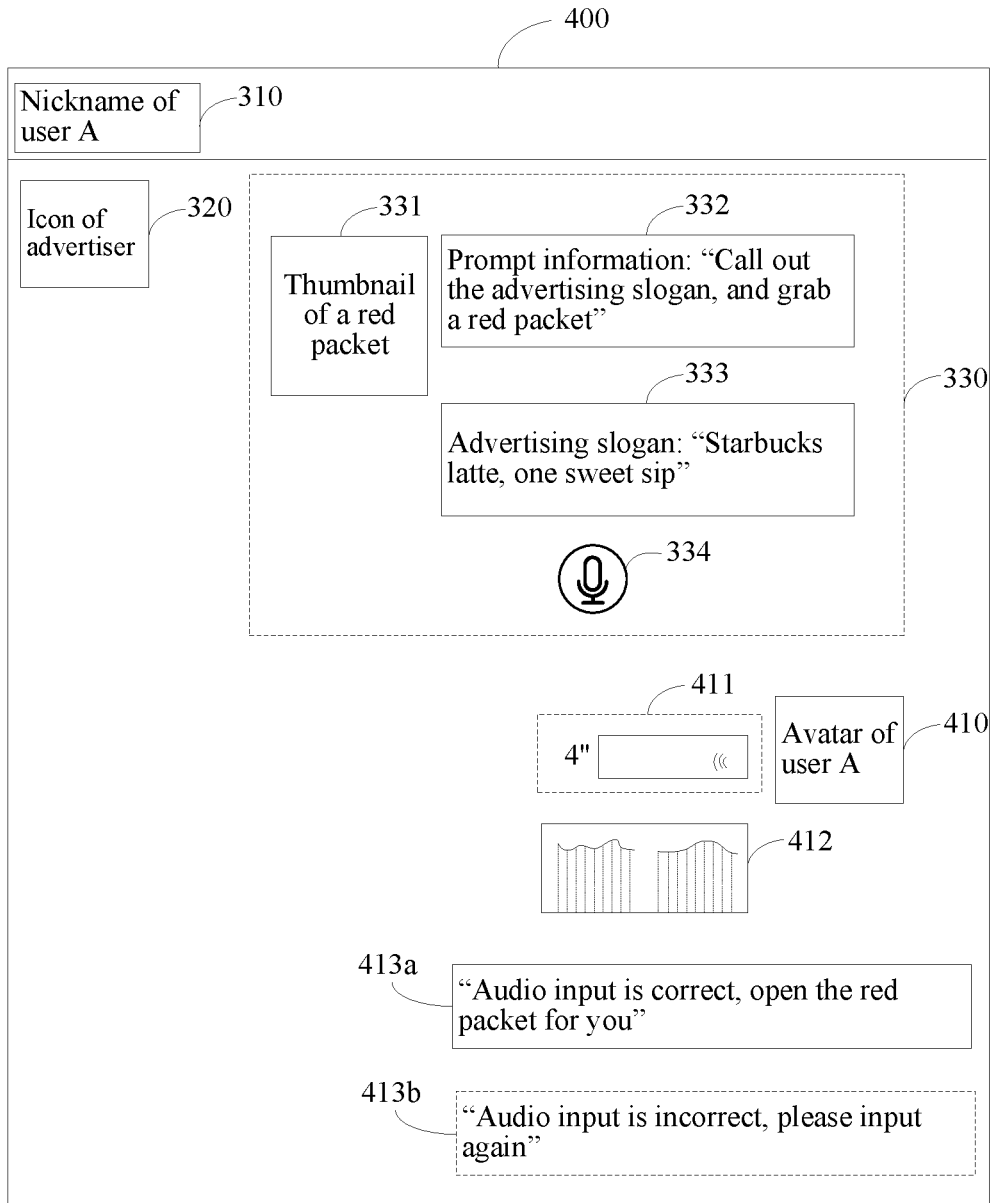 400
Nickname of
user A
310
Icon of
advertiser
320
331
Thumbnail
of a red
packet
332
Prompt information: “Call out
the advertising slogan, and grab
a red packet”
333
Advertising slogan: “Starbucks
latte, one sweet sip”
330
334
411
4"
Avatar of
user A
410
412
413a
“Audio input is correct, open the red
packet for you”
413b
“Audio input is incorrect, please input
again”